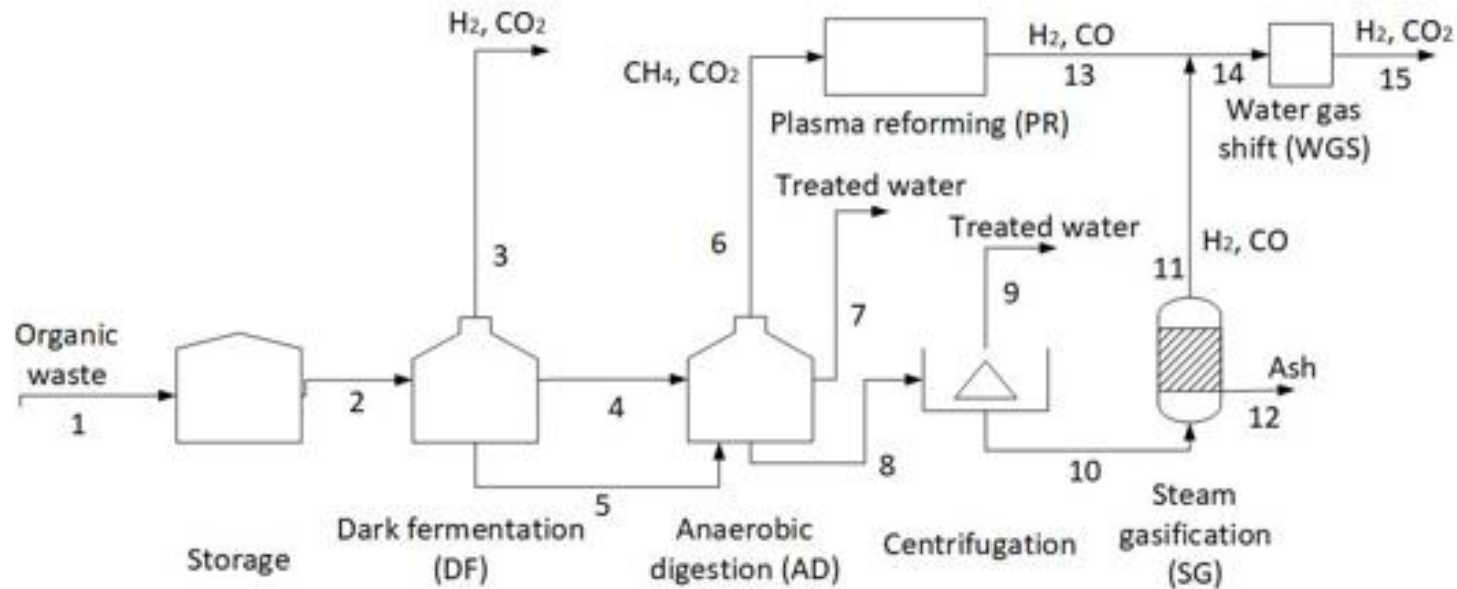 H₂, CO₂
CH₄, CO₂
H₂, CO
13
14
H₂, CO₂
15
Plasma reforming (PR)
Water gas
shift (WGS)
Treated water
Treated water
3
6
7
9
H₂, CO
11
Organic
waste
1
2
4
5
8
10
Ash
12
Storage
Dark fermentation
(DF)
Anaerobic
digestion (AD)
Centrifugation
Steam
gasification
(SG)